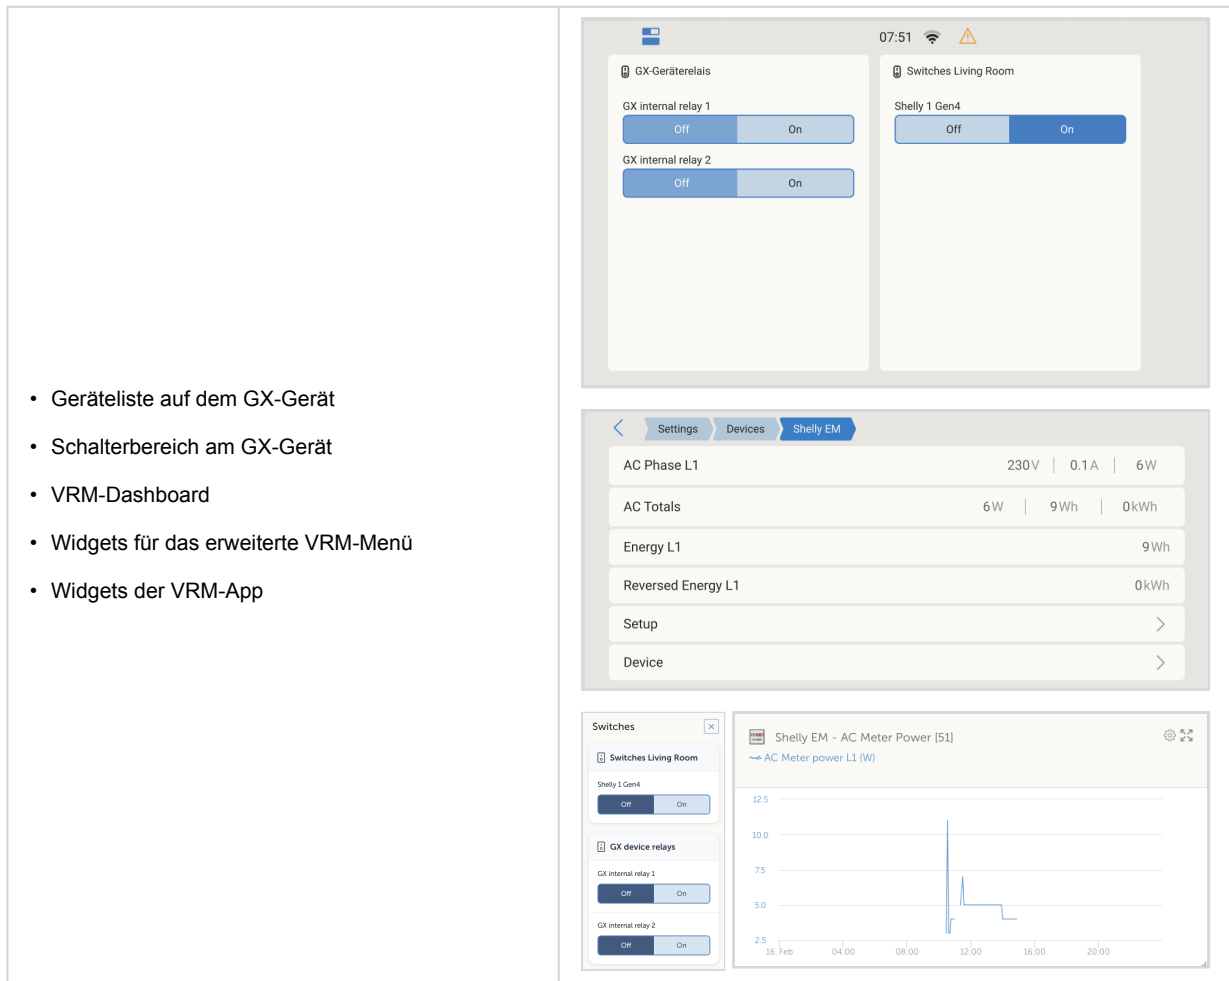 • Geräteliste auf dem GX-Gerät
• Schalterbereich am GX-Gerät
• VRM-Dashboard
• Widgets für das erweiterte VRM-Menü
• Widgets der VRM-App
07:51
GX-Geräterelais
GX internal relay 1
Off On
GX internal relay 2
Off On
Switches Living Room
Shelly 1 Gen4
Off On
Settings Devices Shelly EM
AC Phase L1 230V 0.1A 6W
AC Totals 6W 9Wh 0kWh
Energy L1 9Wh
Reversed Energy L1 0kWh
Setup
Device
Switches
Switches Living Room
Shelly 1 Gen4
Off On
GX device relays
GX internal relay 1
Off On
GX internal relay 2
Off On
Shelly EM - AC Meter Power [51]
AC Meter power L1 (W)
12.5
10.0
7.5
5.0
2.5
16. Feb 04:00 08:00 12:00 16:00 20:00